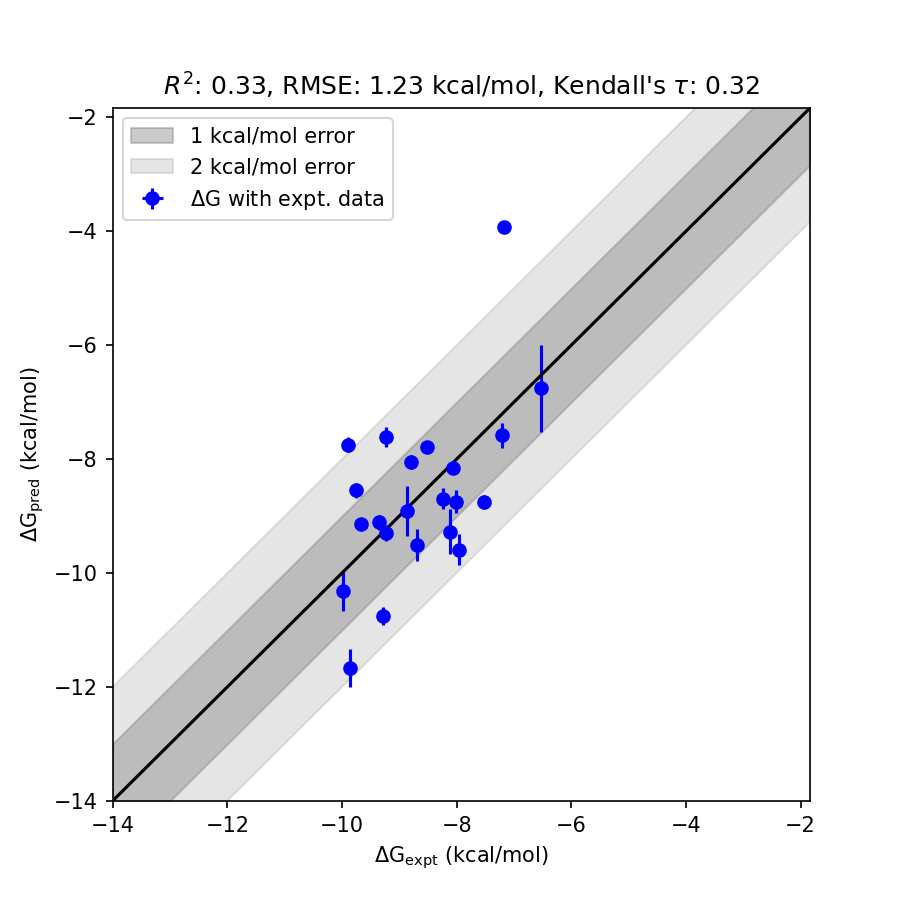 R²: 0.33, RMSE: 1.23 kcal/mol, Kendall's τ: 0.32
1 kcal/mol error
2 kcal/mol error
ΔG with expt. data
−2
−4
−6
−8
−10
−12
−14
ΔGpred (kcal/mol)
−14 −12 −10 −8 −6 −4 −2
ΔGexpt (kcal/mol)